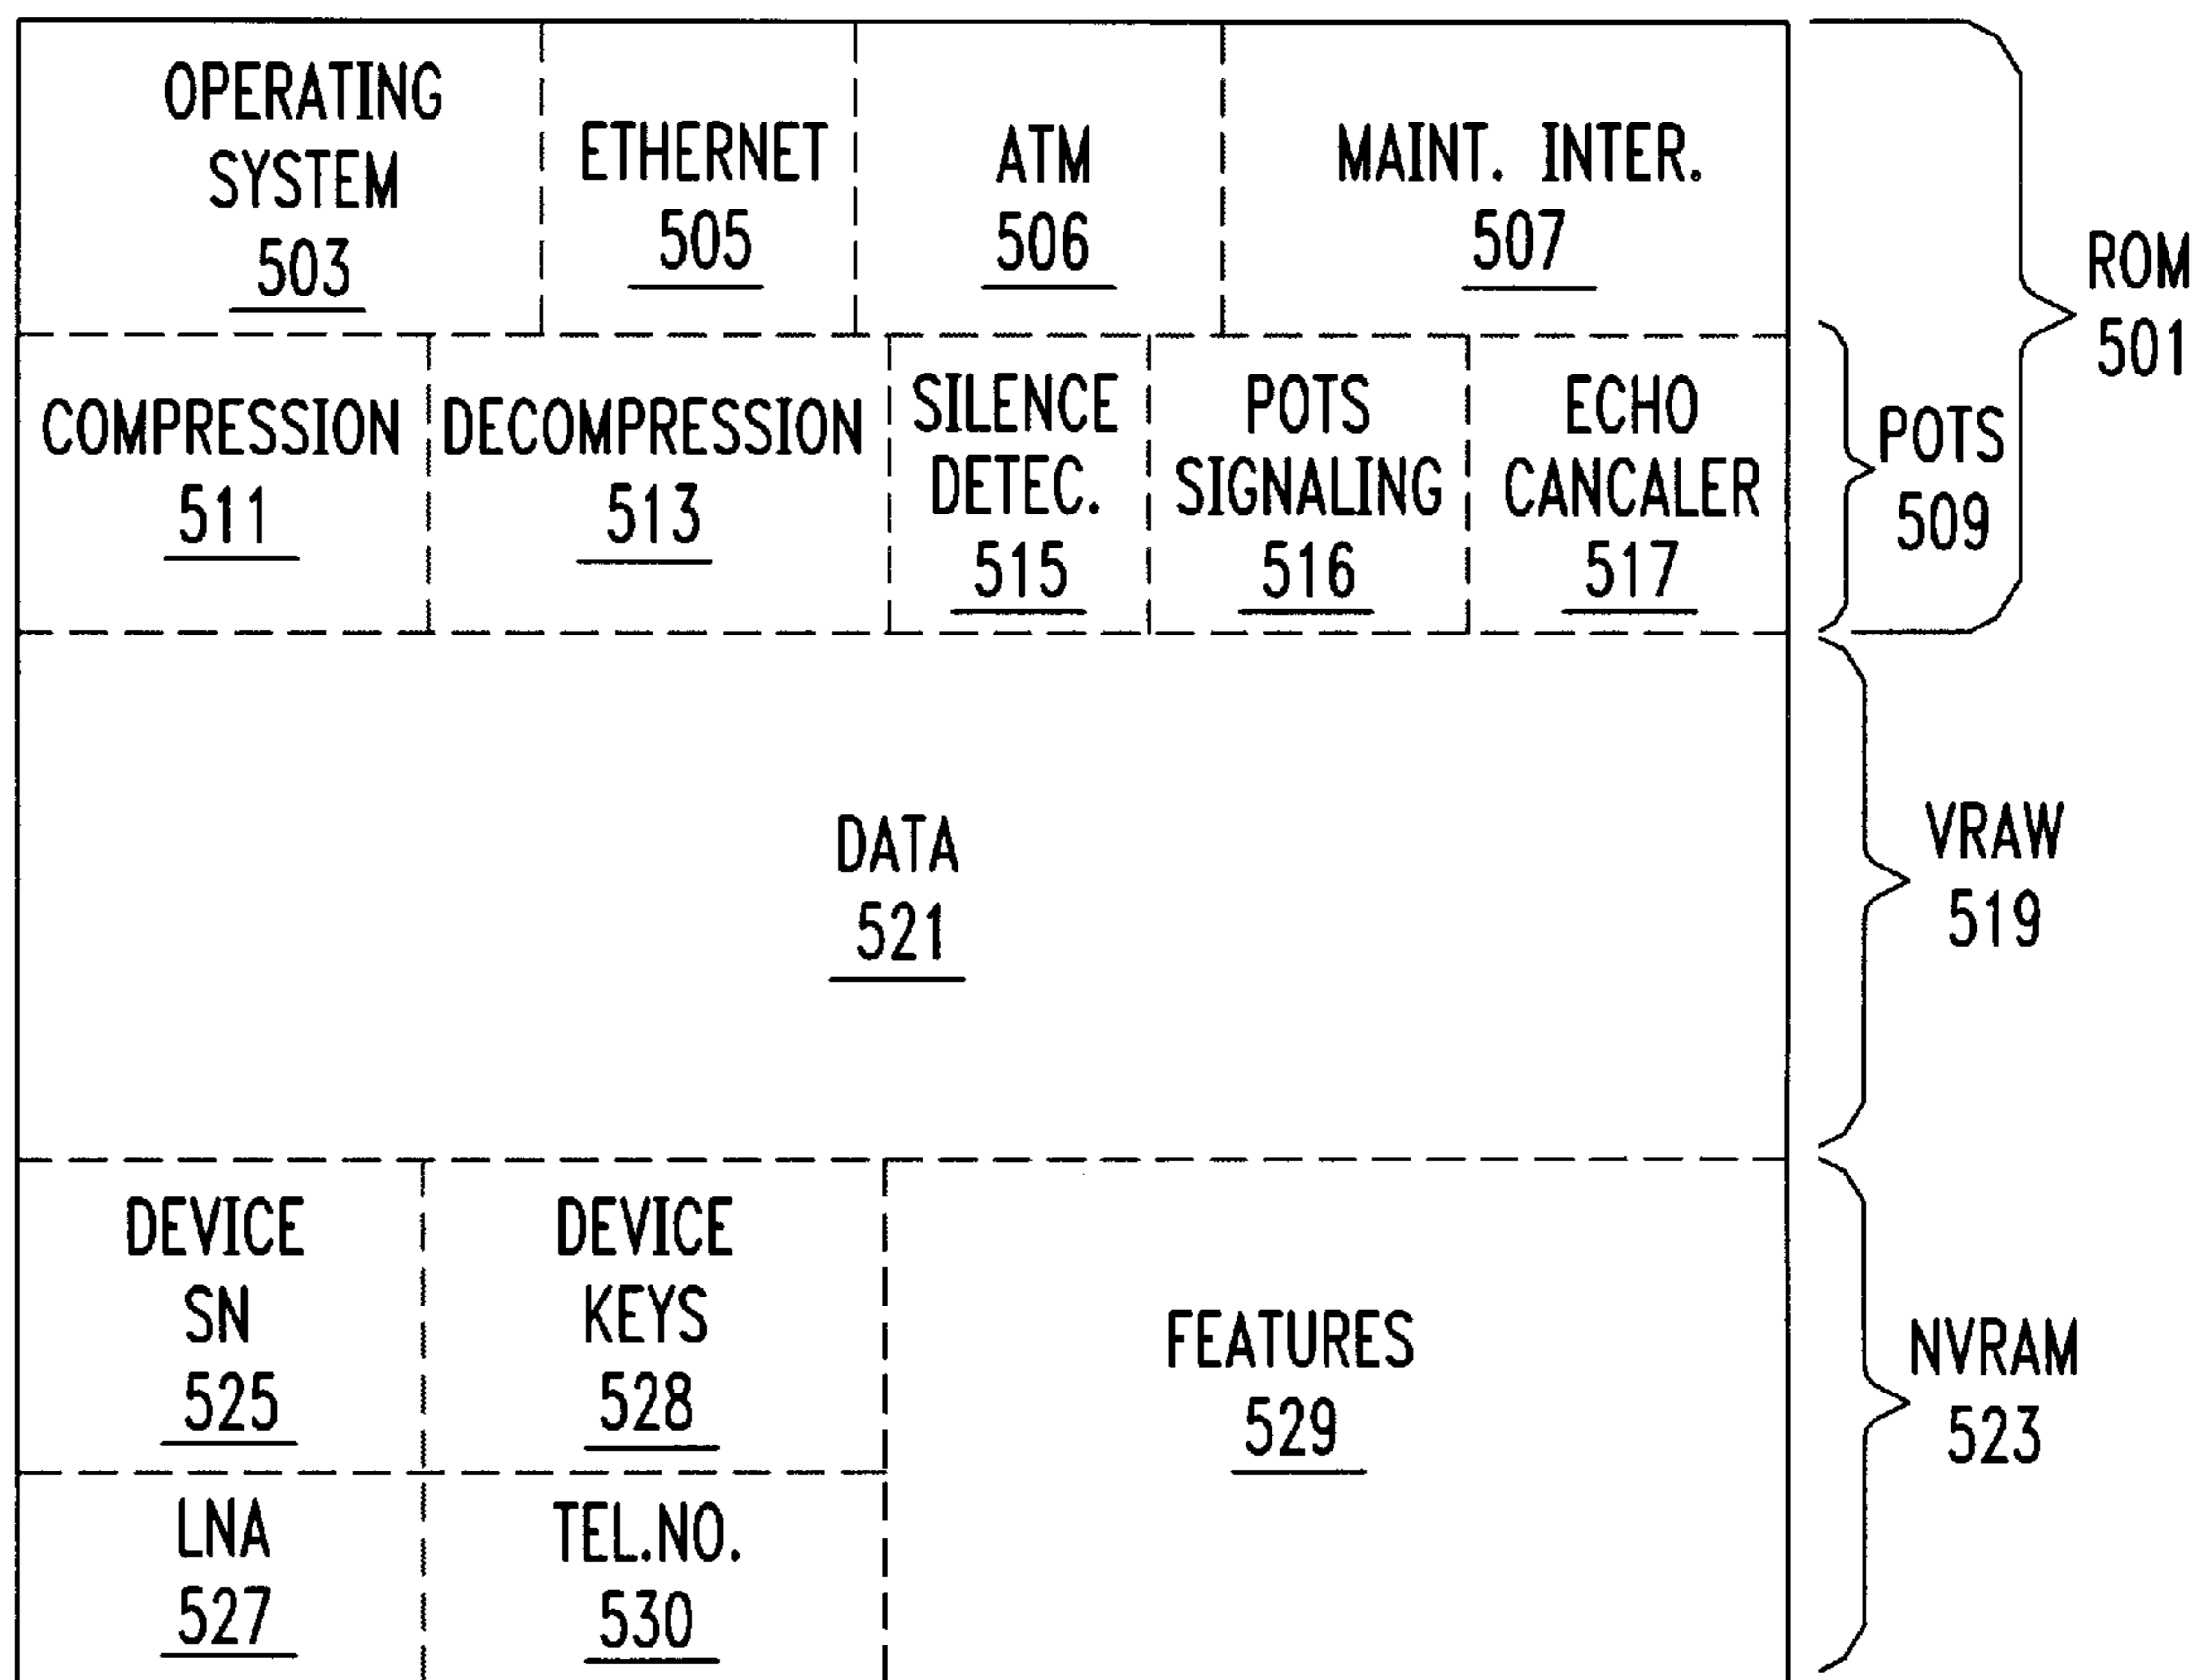 OPERATING
SYSTEM
503
ETHERNET
505
ATM
506
MAINT. INTER.
507
ROM
501
COMPRESSION
511
DECOMPRESSION
513
SILENCE
DETEC.
515
POTS
SIGNALING
516
ECHO
CANCALER
517
POTS
509
DATA
521
VRAW
519
DEVICE
SN
525
DEVICE
KEYS
528
FEATURES
529
NVRAM
523
LNA
527
TEL.NO.
530